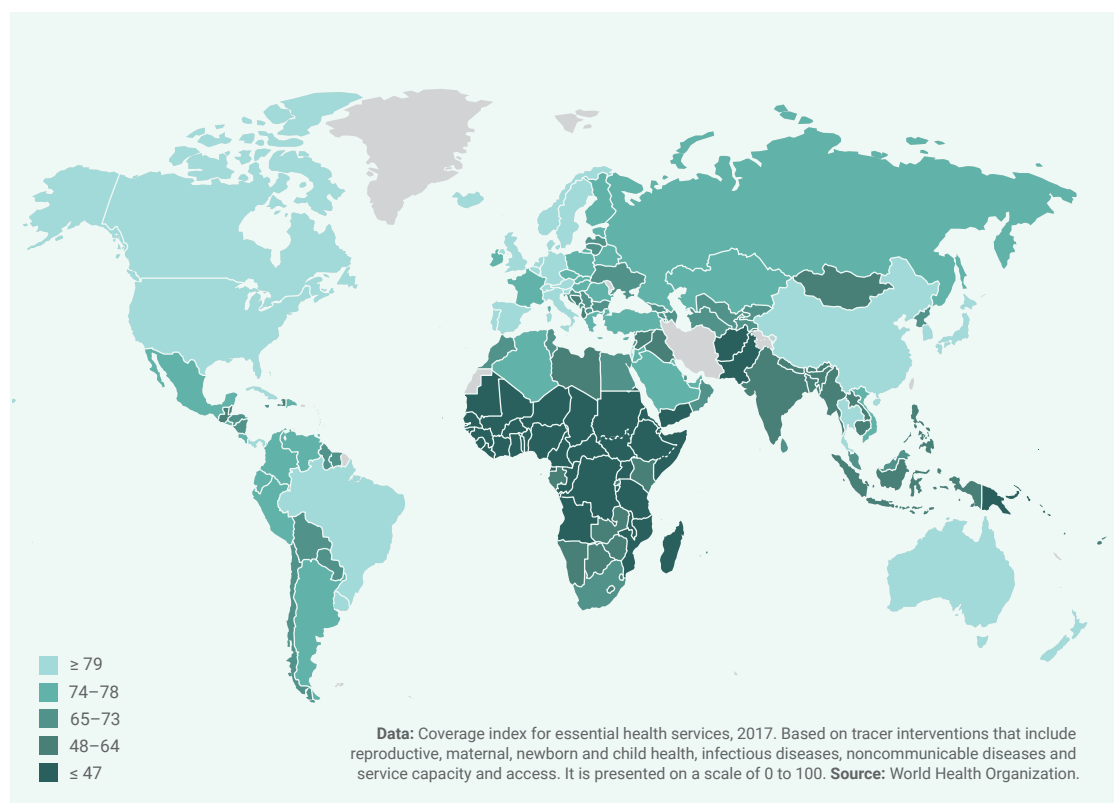 ≥ 79
74–78
65–73
48–64
≤ 47
Data: Coverage index for essential health services, 2017. Based on tracer interventions that include
reproductive, maternal, newborn and child health, infectious diseases, noncommunicable diseases and
service capacity and access. It is presented on a scale of 0 to 100. Source: World Health Organization.